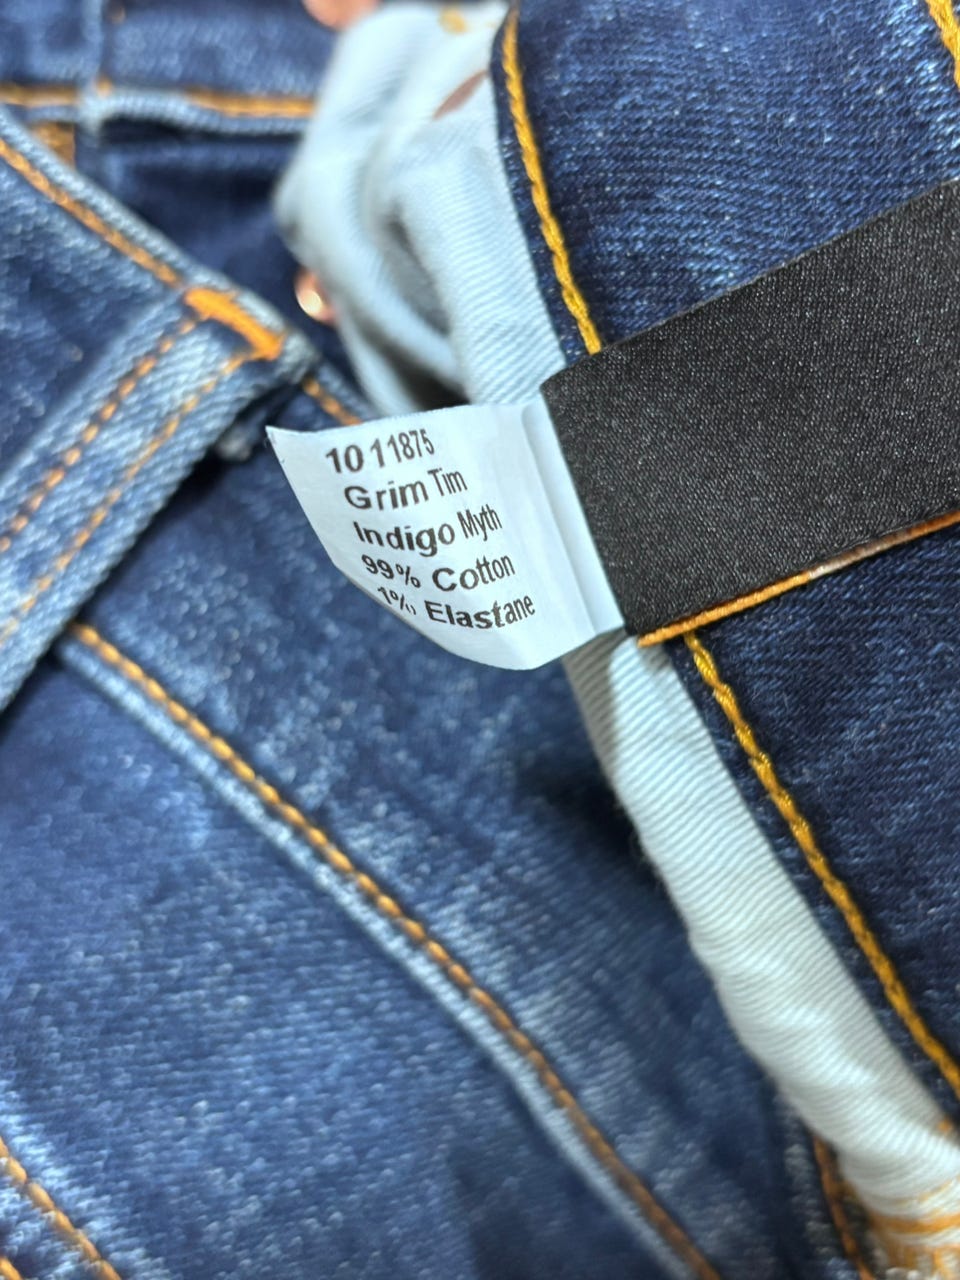 10 11875
Grim Tim
Indigo Myth
99% Cotton
1% Elastane